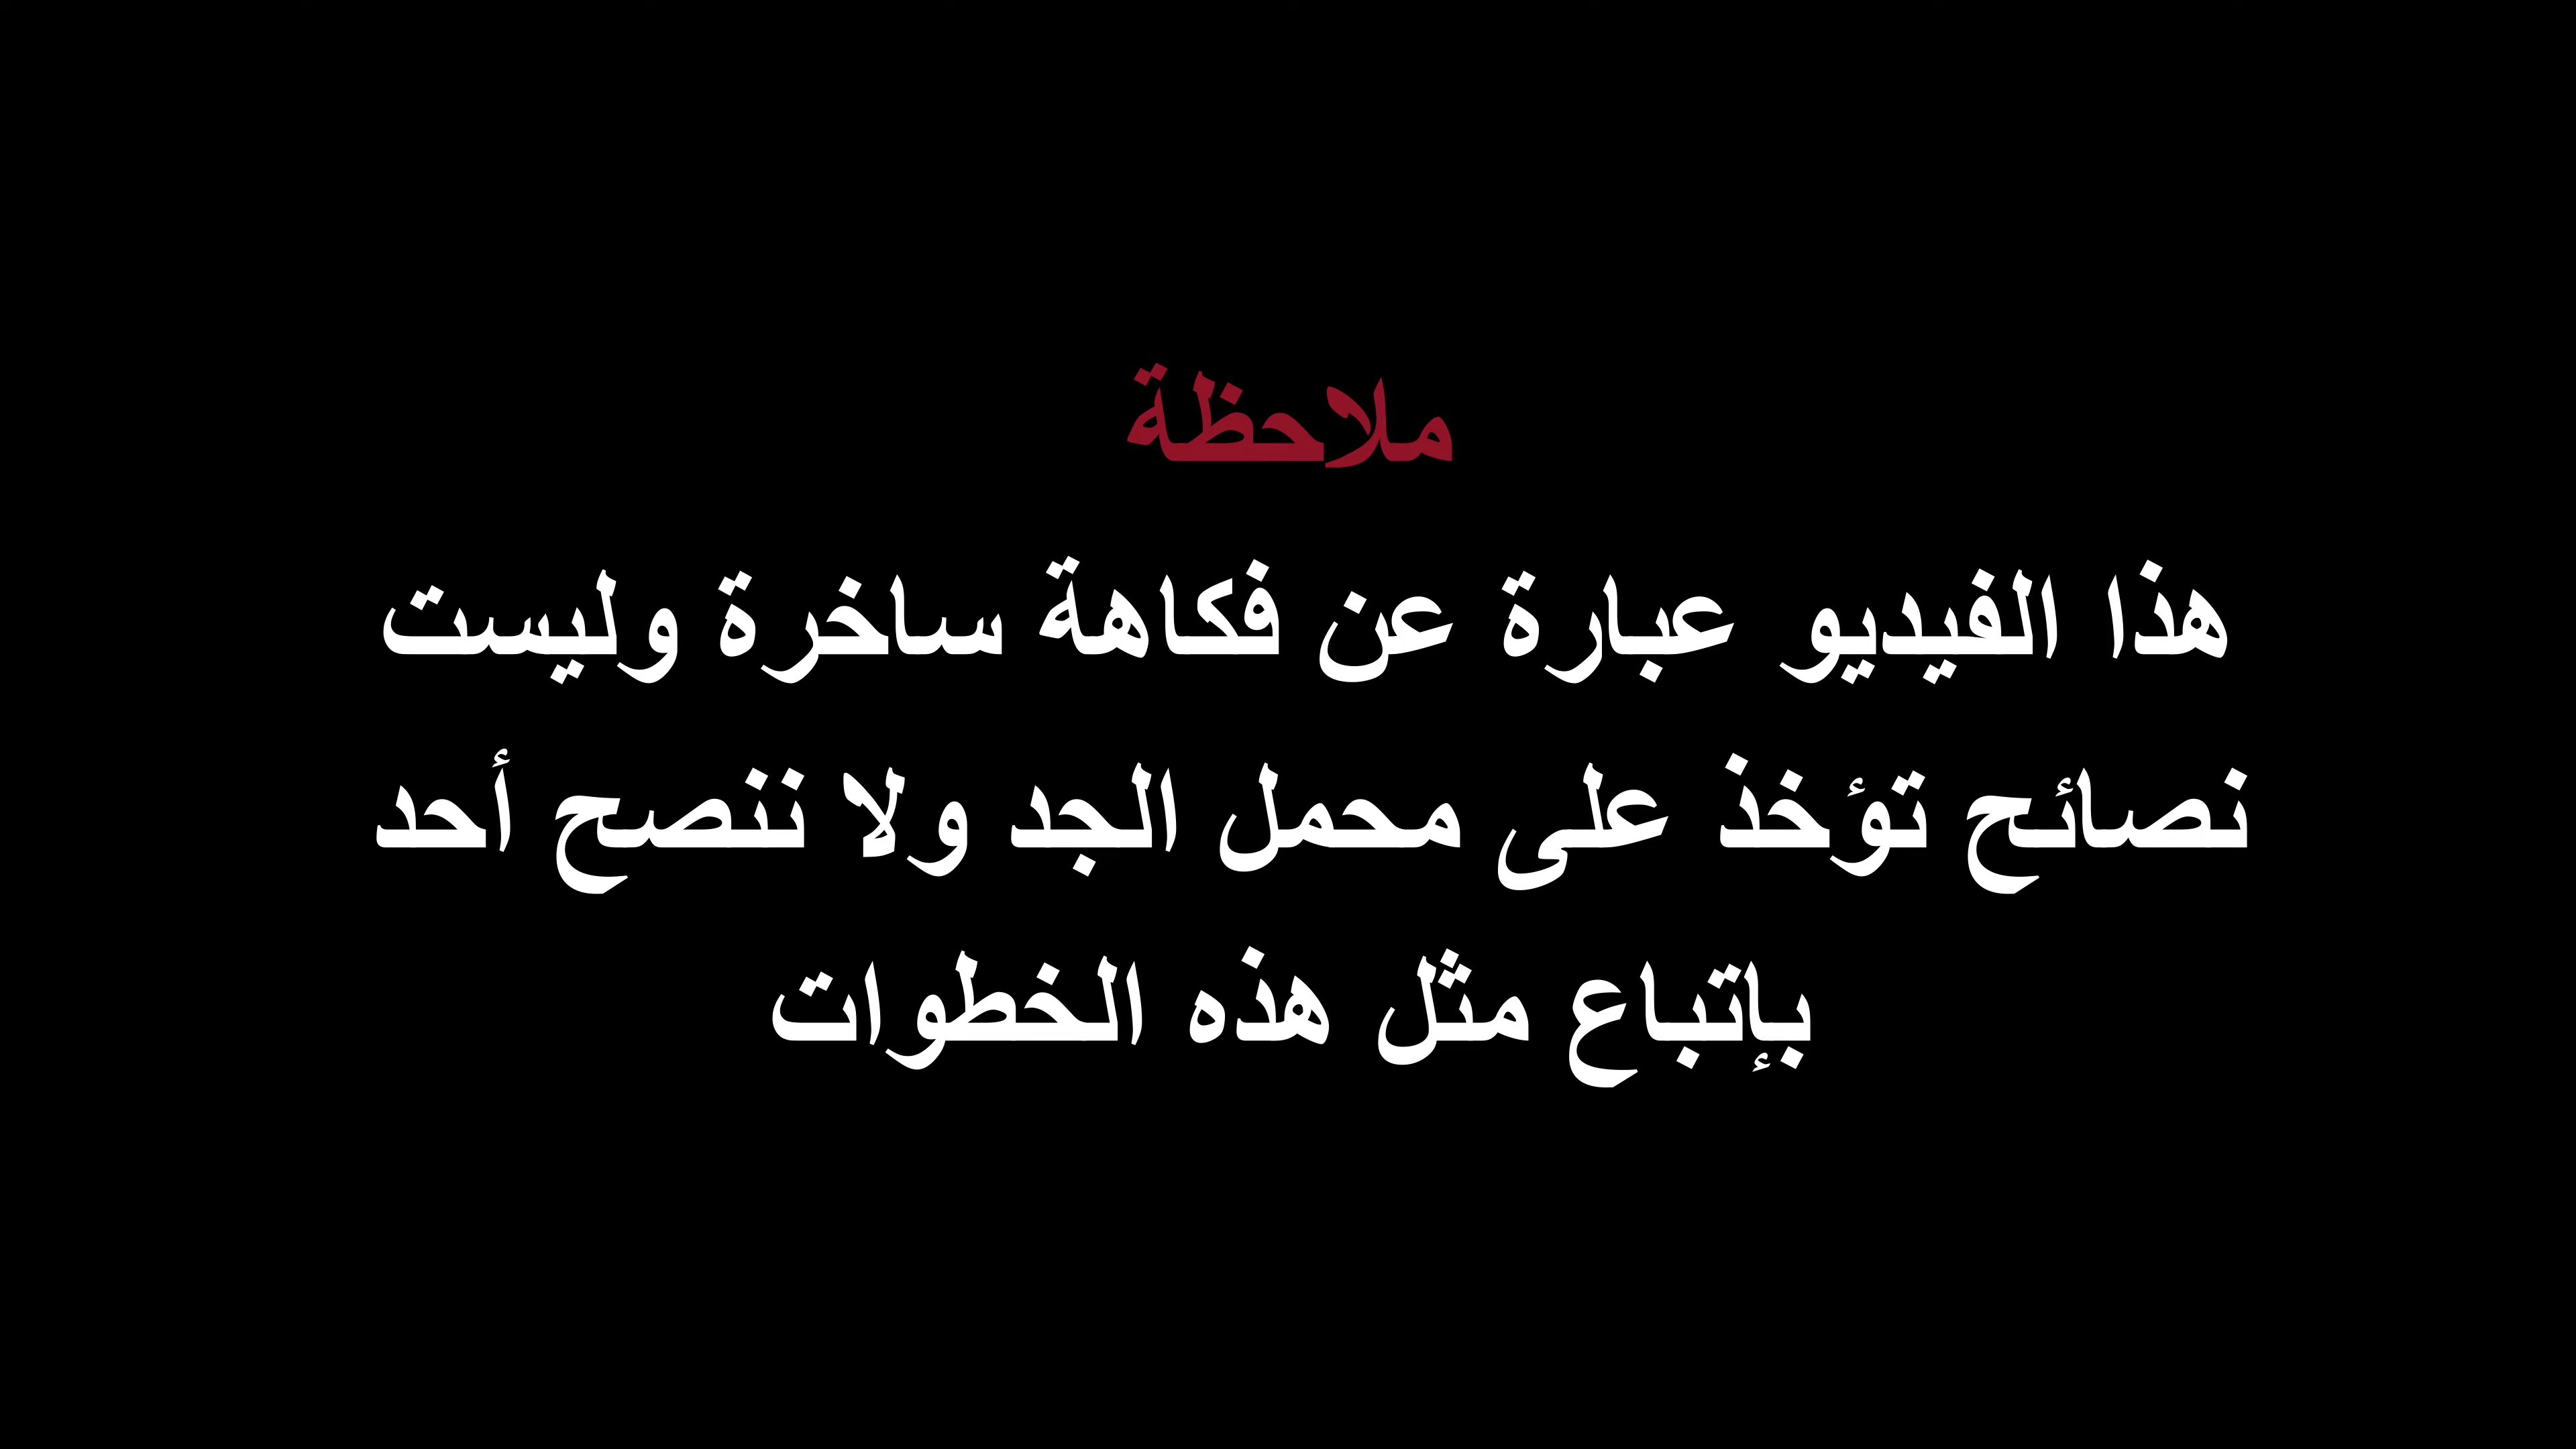 ملاحظة
هذا الفيديو عبارة عن فكاهة ساخرة وليست
نصائح تؤخذ على محمل الجد ولا ننصح أحد
بإتباع مثل هذه الخطوات